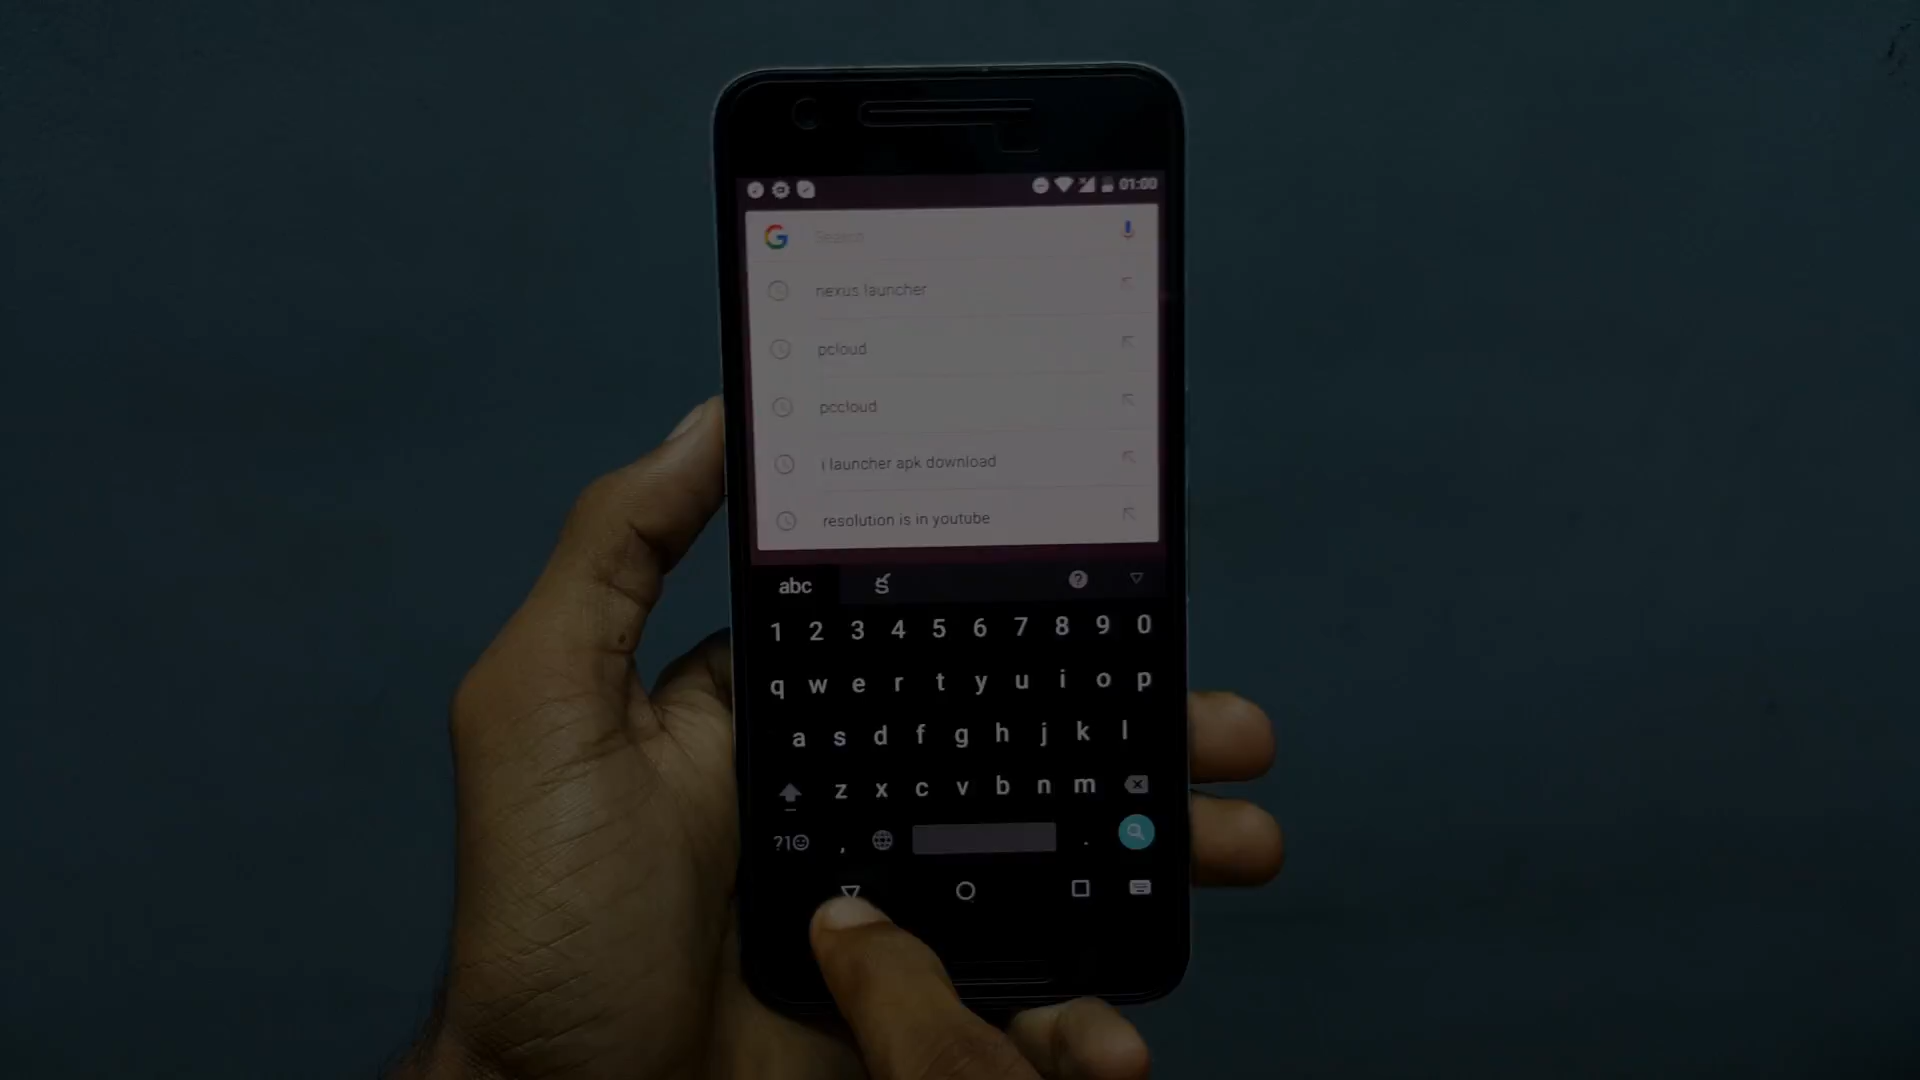 01:00
G Search
nexus launcher
pcloud
pccloud
i launcher apk download
resolution is in youtube
abc క
1 2 3 4 5 6 7 8 9 0
q w e r t y u i o p
a s d f g h j k l
z x c v b n m
?1☺ , .